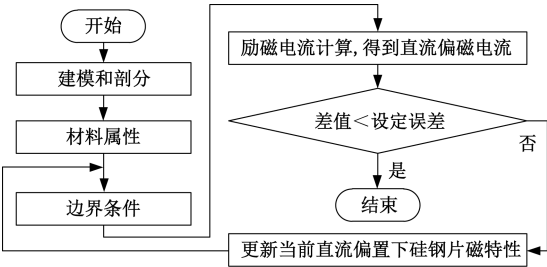 开始
建模和剖分
材料属性
边界条件
励磁电流计算,得到直流偏磁电流
差值<设定误差
否
是
结束
更新当前直流偏置下硅钢片磁特性